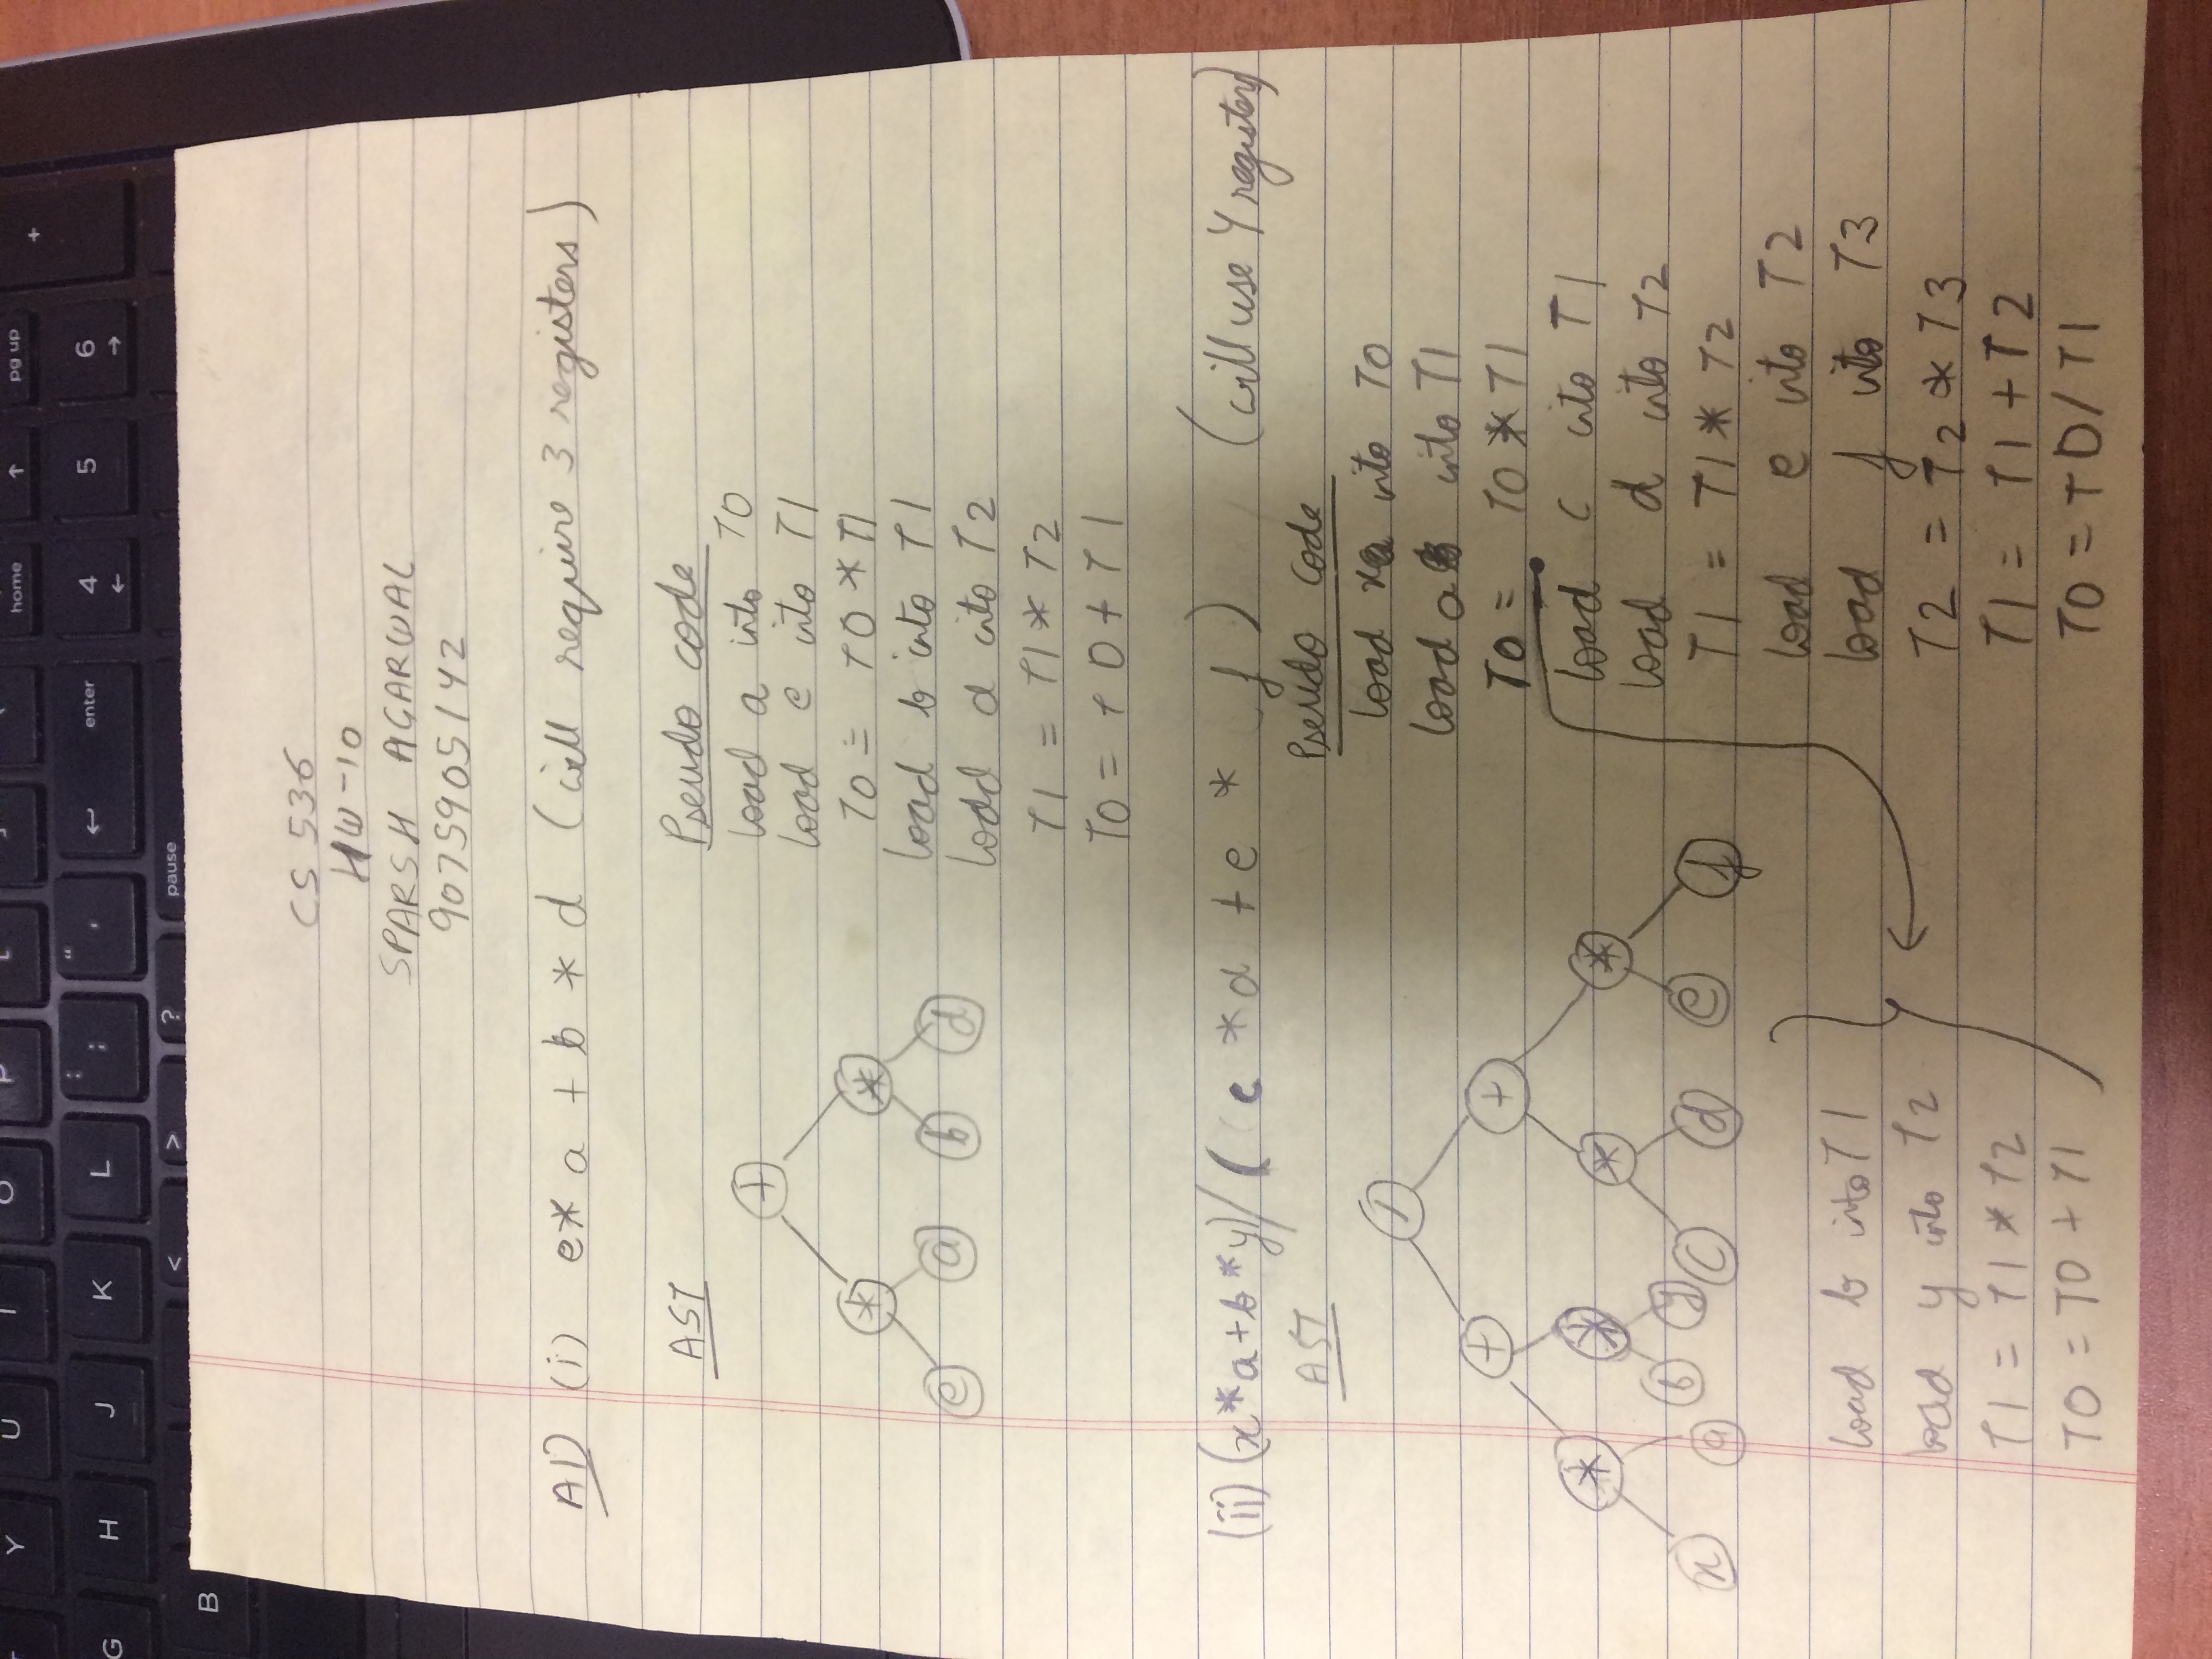 Y U I O P [ ] home ↑ pg up +
G H J K L : ; “ ‘ ↵ enter 4 ← 5 6 →
B < > ? pause
CS 536
HW-10
SPARSH AGARWAL
9075905142
A1) (i) e* a + b * d (will require 3 registers)
AST
+
* *
e a b d
Pseudo code
load a into T0
load e into T1
T0 = T0 * T1
load b into T1
load d into T2
T1 = T1 * T2
T0 = T0 + T1
(ii) (x*a+b*y)/( c *d + e * f ) (will use 4 registers)
AST
/
+ +
* * * *
x a b y c d e f
Pseudo code
load x into T0
load a into T1
T0 = T0 * T1
load b into T1
load y into T2
T1 = T1 * T2
T0 = T0 + T1
load c into T1
load d into T2
T1 = T1 * T2
load e into T2
load f into T3
T2 = T2 * T3
T1 = T1 + T2
T0 = T0 / T1